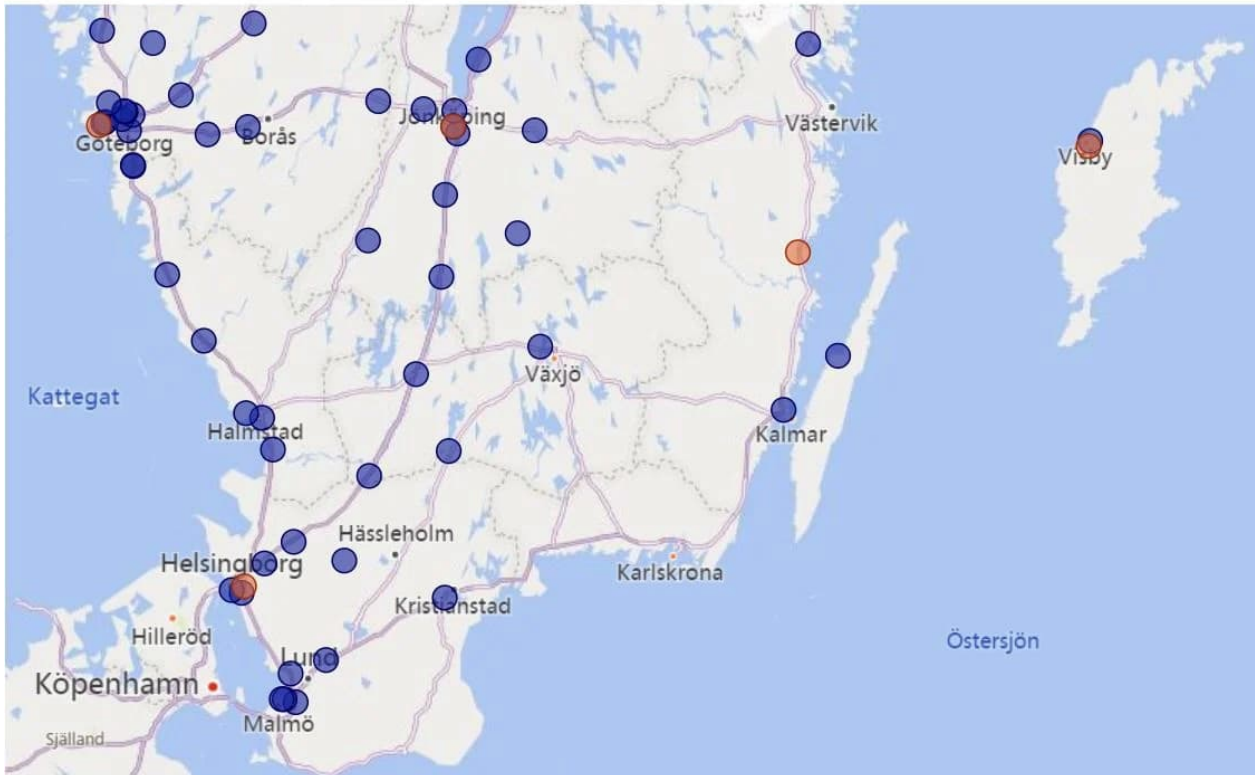 Jönköping
Västervik
Borås
Göteborg
Visby
Växjö
Kattegat
Halmstad
Kalmar
Hässleholm
Helsingborg
Karlskrona
Kristianstad
Hilleröd
Östersjön
Lund
Köpenhamn
Malmö
Själland